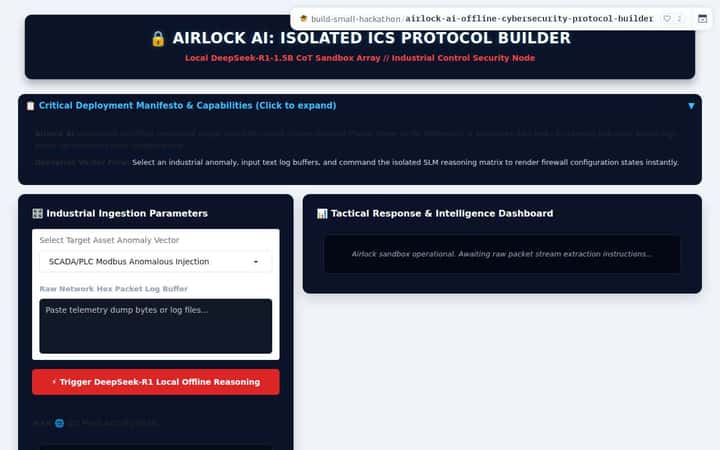 build-small-hackathon/airlock-ai-offline-cybersecurity-protocol-builder 2
🔒 AIRLOCK AI: ISOLATED ICS PROTOCOL BUILDER
Local DeepSeek-R1-1.5B CoT Sandbox Array // Industrial Control Security Node
📋 Critical Deployment Manifesto & Capabilities (Click to expand) ▼
Airlock AI
Operation Vector Flow: Select an industrial anomaly, input text log buffers, and command the isolated SLM reasoning matrix to render firewall configuration states instantly.
🎛️ Industrial Ingestion Parameters
Select Target Asset Anomaly Vector
SCADA/PLC Modbus Anomalous Injection
Raw Network Hex Packet Log Buffer
Paste telemetry dump bytes or log files...
⚡ Trigger DeepSeek-R1 Local Offline Reasoning
📊 Tactical Response & Intelligence Dashboard
Airlock sandbox operational. Awaiting raw packet stream extraction instructions...